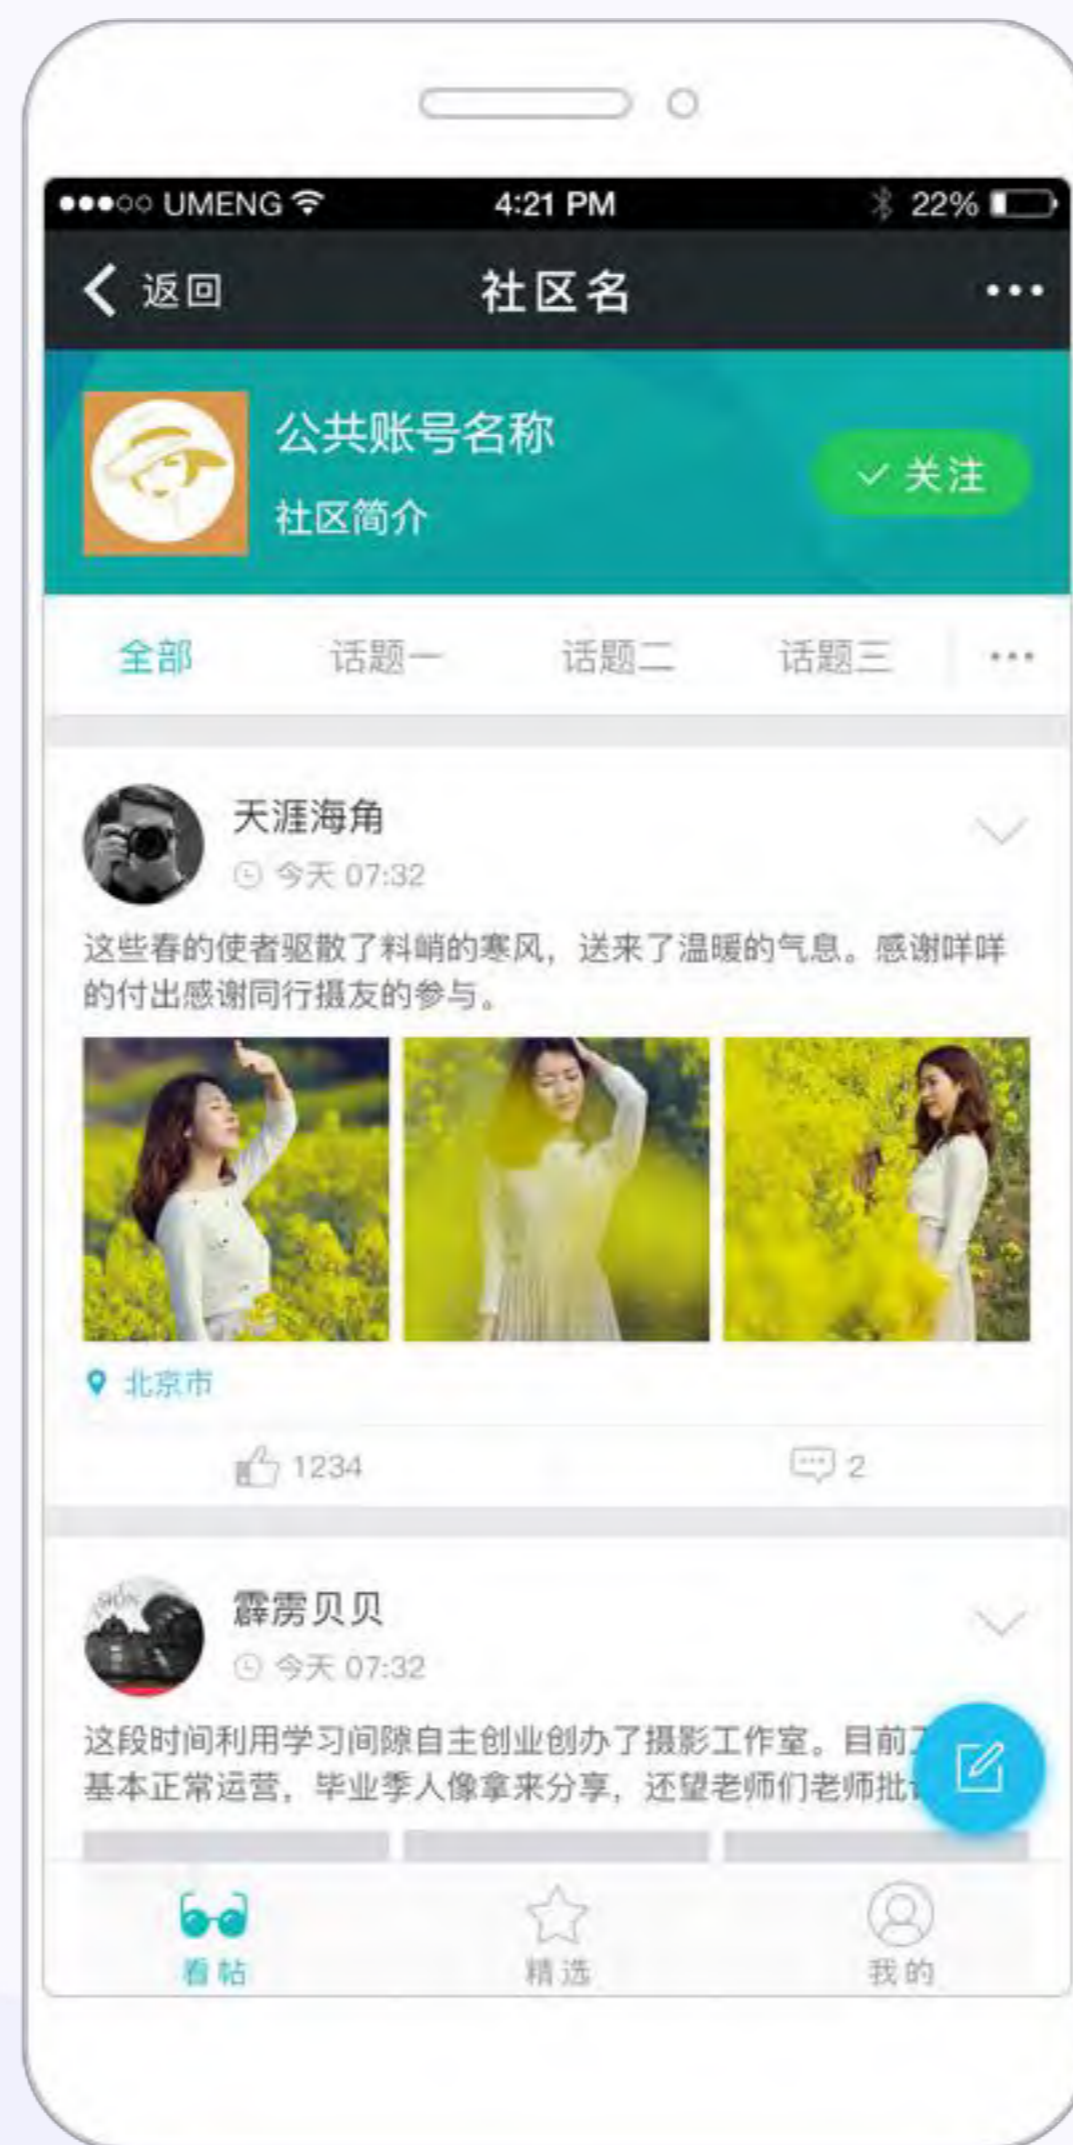 UMENG 4:21 PM 22%
返回 社区名
公共账号名称
关注
社区简介
全部 话题一 话题二 话题三
天涯海角
今天 07:32
这些春的使者驱散了料峭的寒风，送来了温暖的气息。感谢咩咩
的付出感谢同行摄友的参与。
北京市
1234 2
霹雳贝贝
今天 07:32
这段时间利用学习间隙自主创业创办了摄影工作室。目前
基本正常运营，毕业季人像拿来分享，还望老师们老师批
看帖 精选 我的